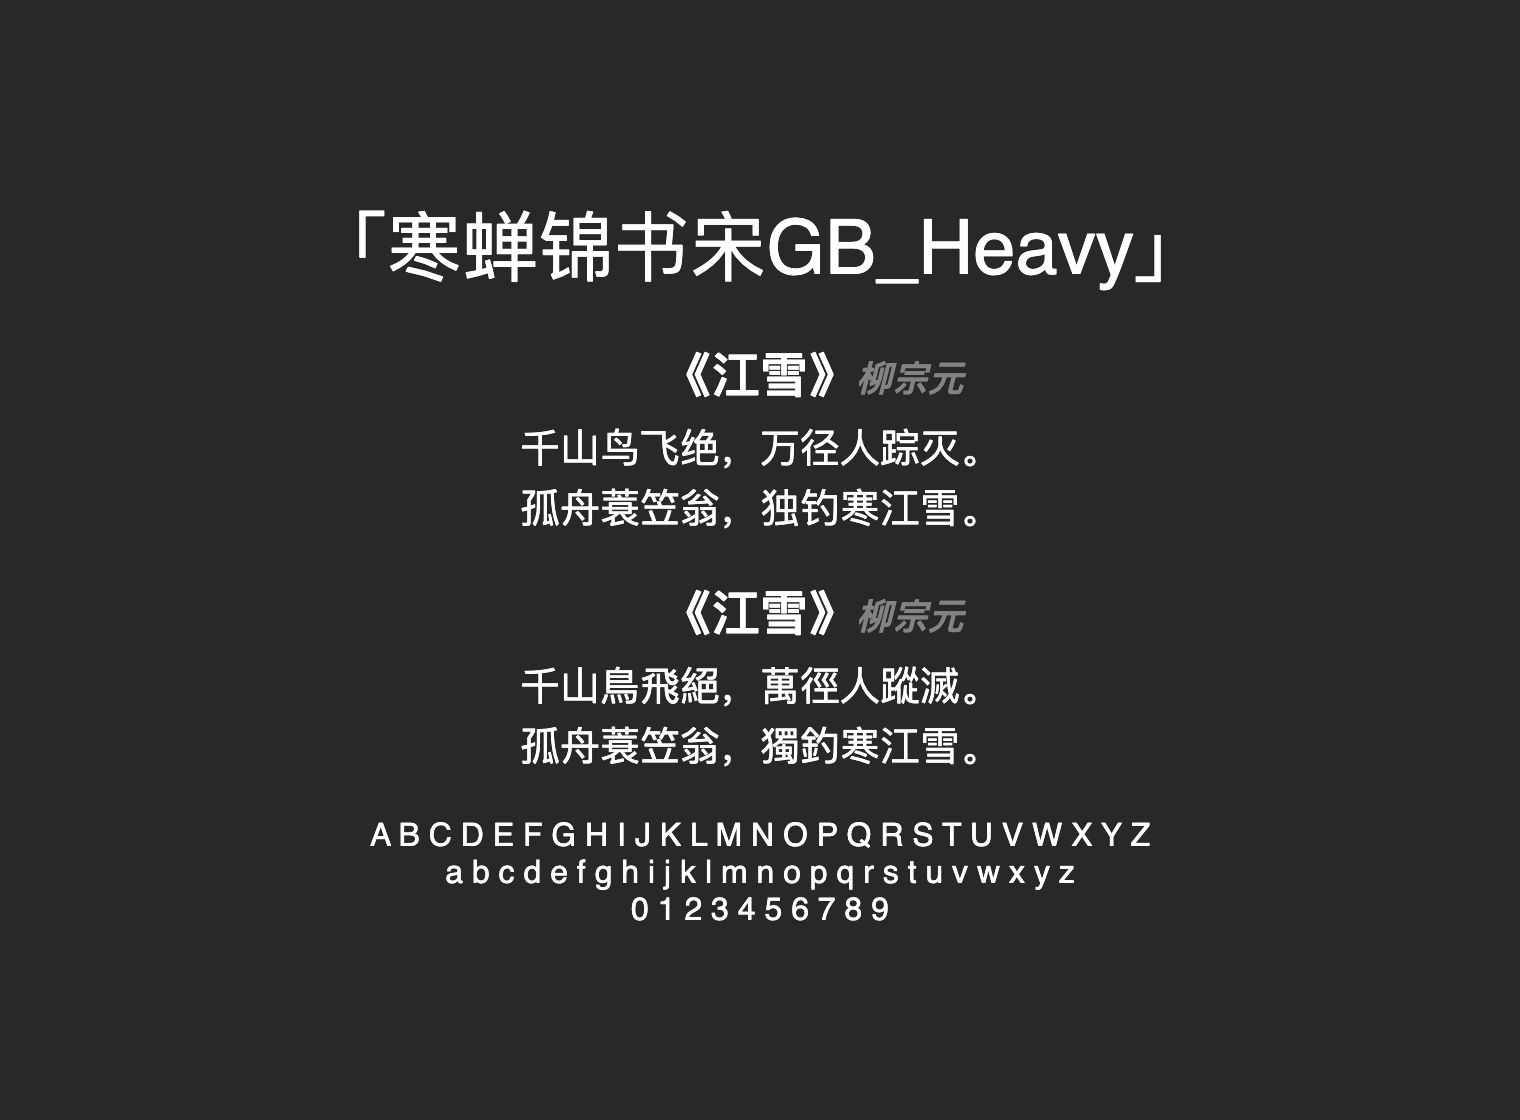 「寒蝉锦书宋GB_Heavy」
《江雪》 柳宗元
千山鸟飞绝，万径人踪灭。
孤舟蓑笠翁，独钓寒江雪。
《江雪》 柳宗元
千山鳥飛絕，萬徑人蹤滅。
孤舟蓑笠翁，獨釣寒江雪。
A B C D E F G H I J K L M N O P Q R S T U V W X Y Z
a b c d e f g h i j k l m n o p q r s t u v w x y z
0 1 2 3 4 5 6 7 8 9